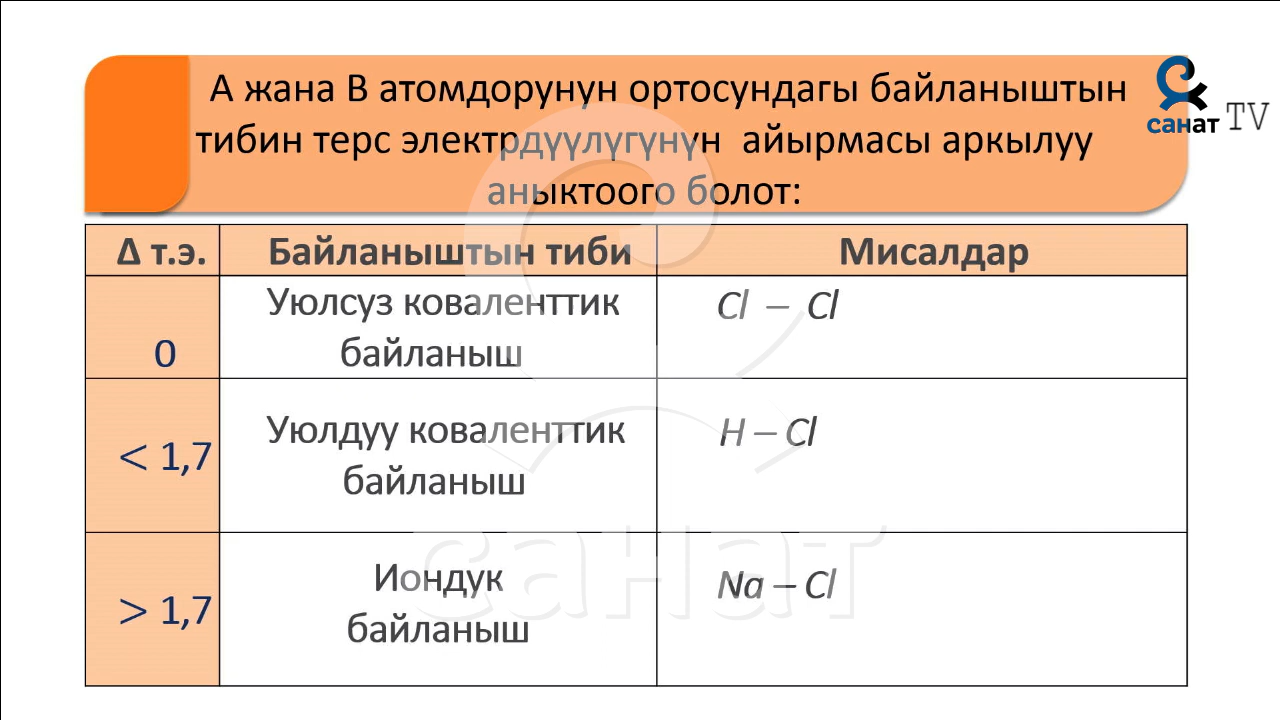 А жана В атомдорунун ортосундагы байланыштын
тибин терс электрдүүлүгүнүн айырмасы аркылуу
аныктоого болот:
санат TV
Δ т.э. Байланыштын тиби Мисалдар
0 Уюлсуз коваленттик
байланыш
Cl – Cl
< 1,7 Уюлдуу коваленттик
байланыш
H – Cl
> 1,7 Иондук
байланыш
Na – Cl
санат